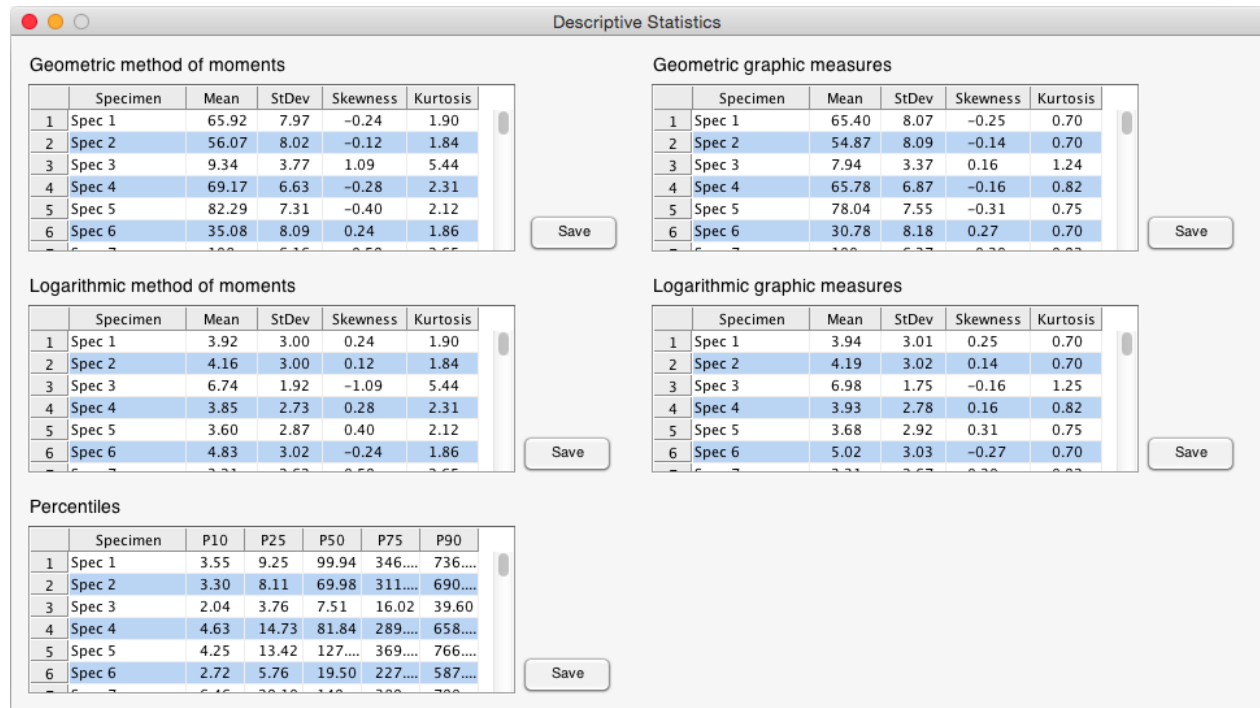 Descriptive Statistics
Geometric method of moments
Specimen Mean StDev Skewness Kurtosis
1 Spec 1 65.92 7.97 −0.24 1.90
2 Spec 2 56.07 8.02 −0.12 1.84
3 Spec 3 9.34 3.77 1.09 5.44
4 Spec 4 69.17 6.63 −0.28 2.31
5 Spec 5 82.29 7.31 −0.40 2.12
6 Spec 6 35.08 8.09 0.24 1.86
Save
Geometric graphic measures
Specimen Mean StDev Skewness Kurtosis
1 Spec 1 65.40 8.07 −0.25 0.70
2 Spec 2 54.87 8.09 −0.14 0.70
3 Spec 3 7.94 3.37 0.16 1.24
4 Spec 4 65.78 6.87 −0.16 0.82
5 Spec 5 78.04 7.55 −0.31 0.75
6 Spec 6 30.78 8.18 0.27 0.70
Save
Logarithmic method of moments
Specimen Mean StDev Skewness Kurtosis
1 Spec 1 3.92 3.00 0.24 1.90
2 Spec 2 4.16 3.00 0.12 1.84
3 Spec 3 6.74 1.92 −1.09 5.44
4 Spec 4 3.85 2.73 0.28 2.31
5 Spec 5 3.60 2.87 0.40 2.12
6 Spec 6 4.83 3.02 −0.24 1.86
Save
Logarithmic graphic measures
Specimen Mean StDev Skewness Kurtosis
1 Spec 1 3.94 3.01 0.25 0.70
2 Spec 2 4.19 3.02 0.14 0.70
3 Spec 3 6.98 1.75 −0.16 1.25
4 Spec 4 3.93 2.78 0.16 0.82
5 Spec 5 3.68 2.92 0.31 0.75
6 Spec 6 5.02 3.03 −0.27 0.70
Save
Percentiles
Specimen P10 P25 P50 P75 P90
1 Spec 1 3.55 9.25 99.94 346.... 736....
2 Spec 2 3.30 8.11 69.98 311.... 690....
3 Spec 3 2.04 3.76 7.51 16.02 39.60
4 Spec 4 4.63 14.73 81.84 289.... 658....
5 Spec 5 4.25 13.42 127.... 369.... 766....
6 Spec 6 2.72 5.76 19.50 227.... 587....
Save